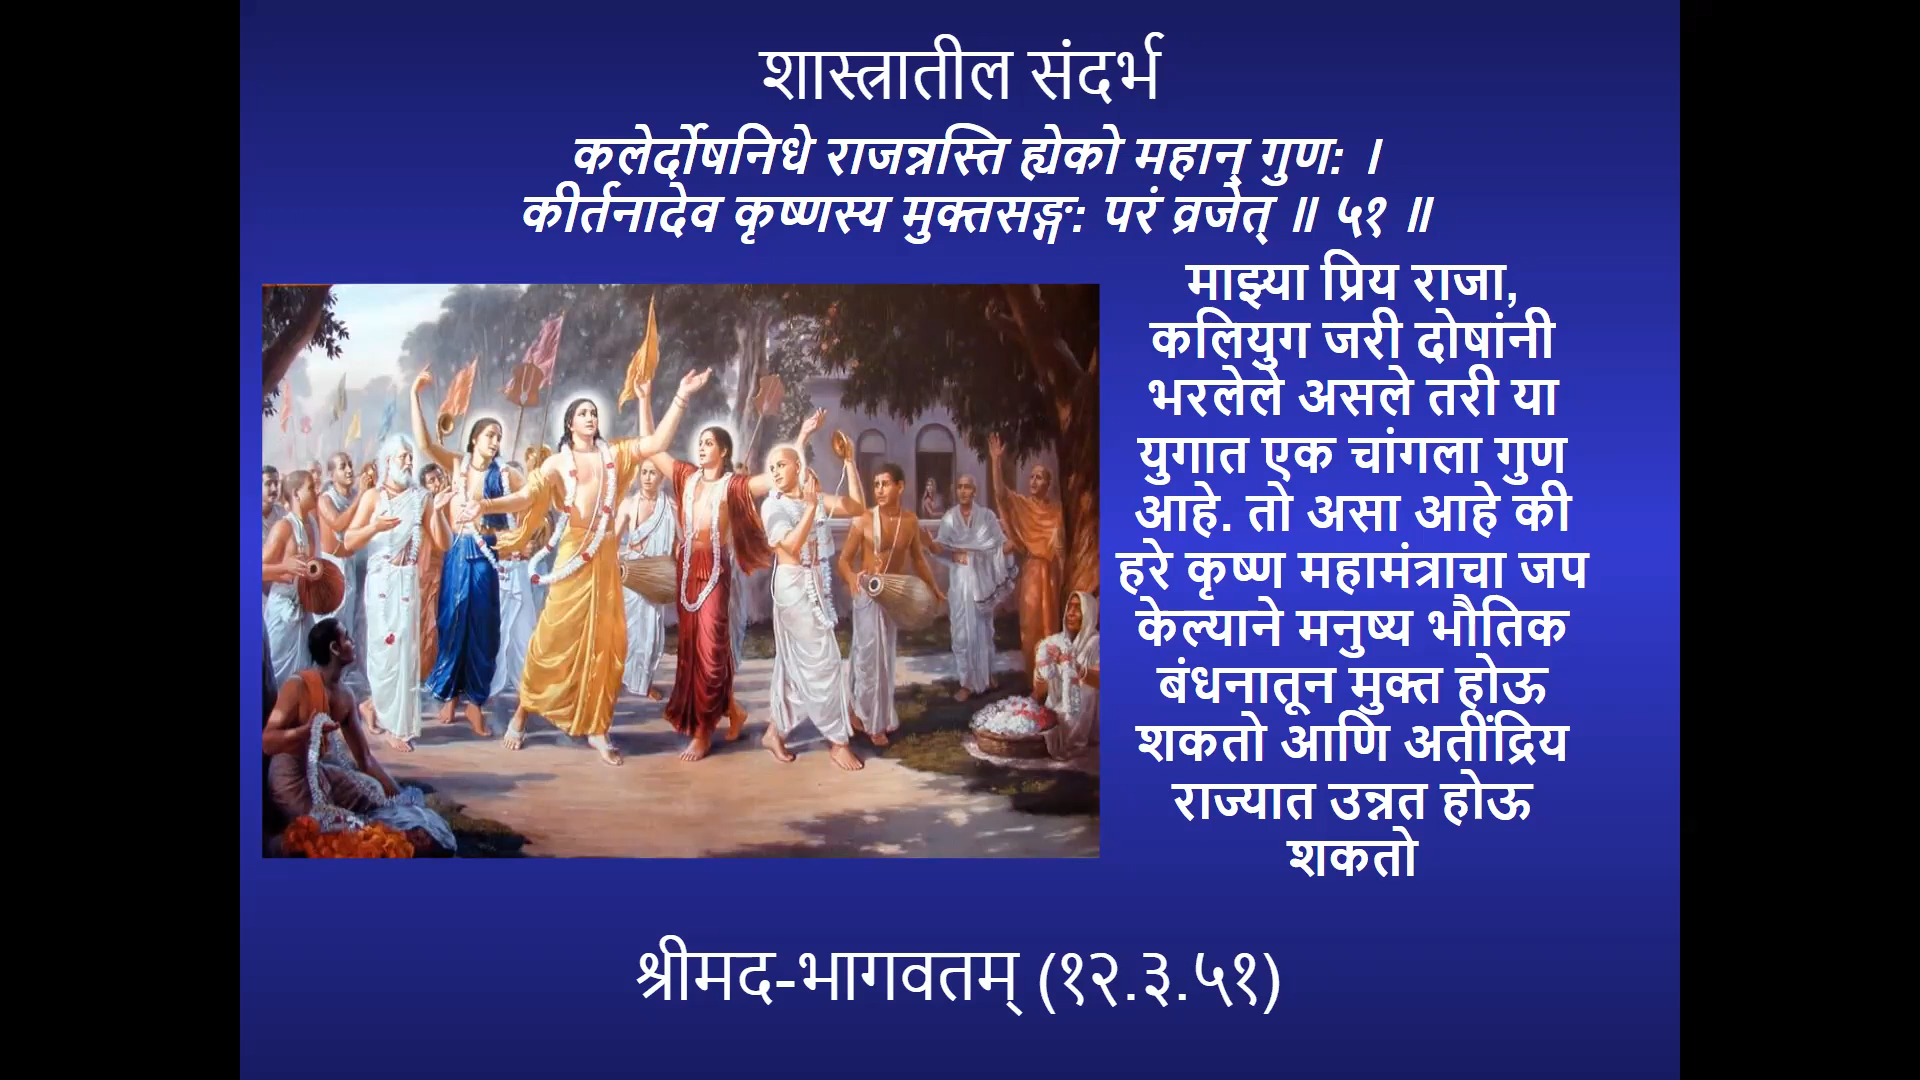 शास्त्रातील संदर्भ
कलेर्दोषनिधे राजन्नस्ति ह्येको महान् गुण: ।
कीर्तनादेव कृष्णस्य मुक्तसङ्ग: परं व्रजेत् ॥ ५१ ॥
माझ्या प्रिय राजा,
कलियुग जरी दोषांनी
भरलेले असले तरी या
युगात एक चांगला गुण
आहे. तो असा आहे की
हरे कृष्ण महामंत्राचा जप
केल्याने मनुष्य भौतिक
बंधनातून मुक्त होऊ
शकतो आणि अतींद्रिय
राज्यात उन्नत होऊ
शकतो
श्रीमद-भागवतम् (१२.३.५१)